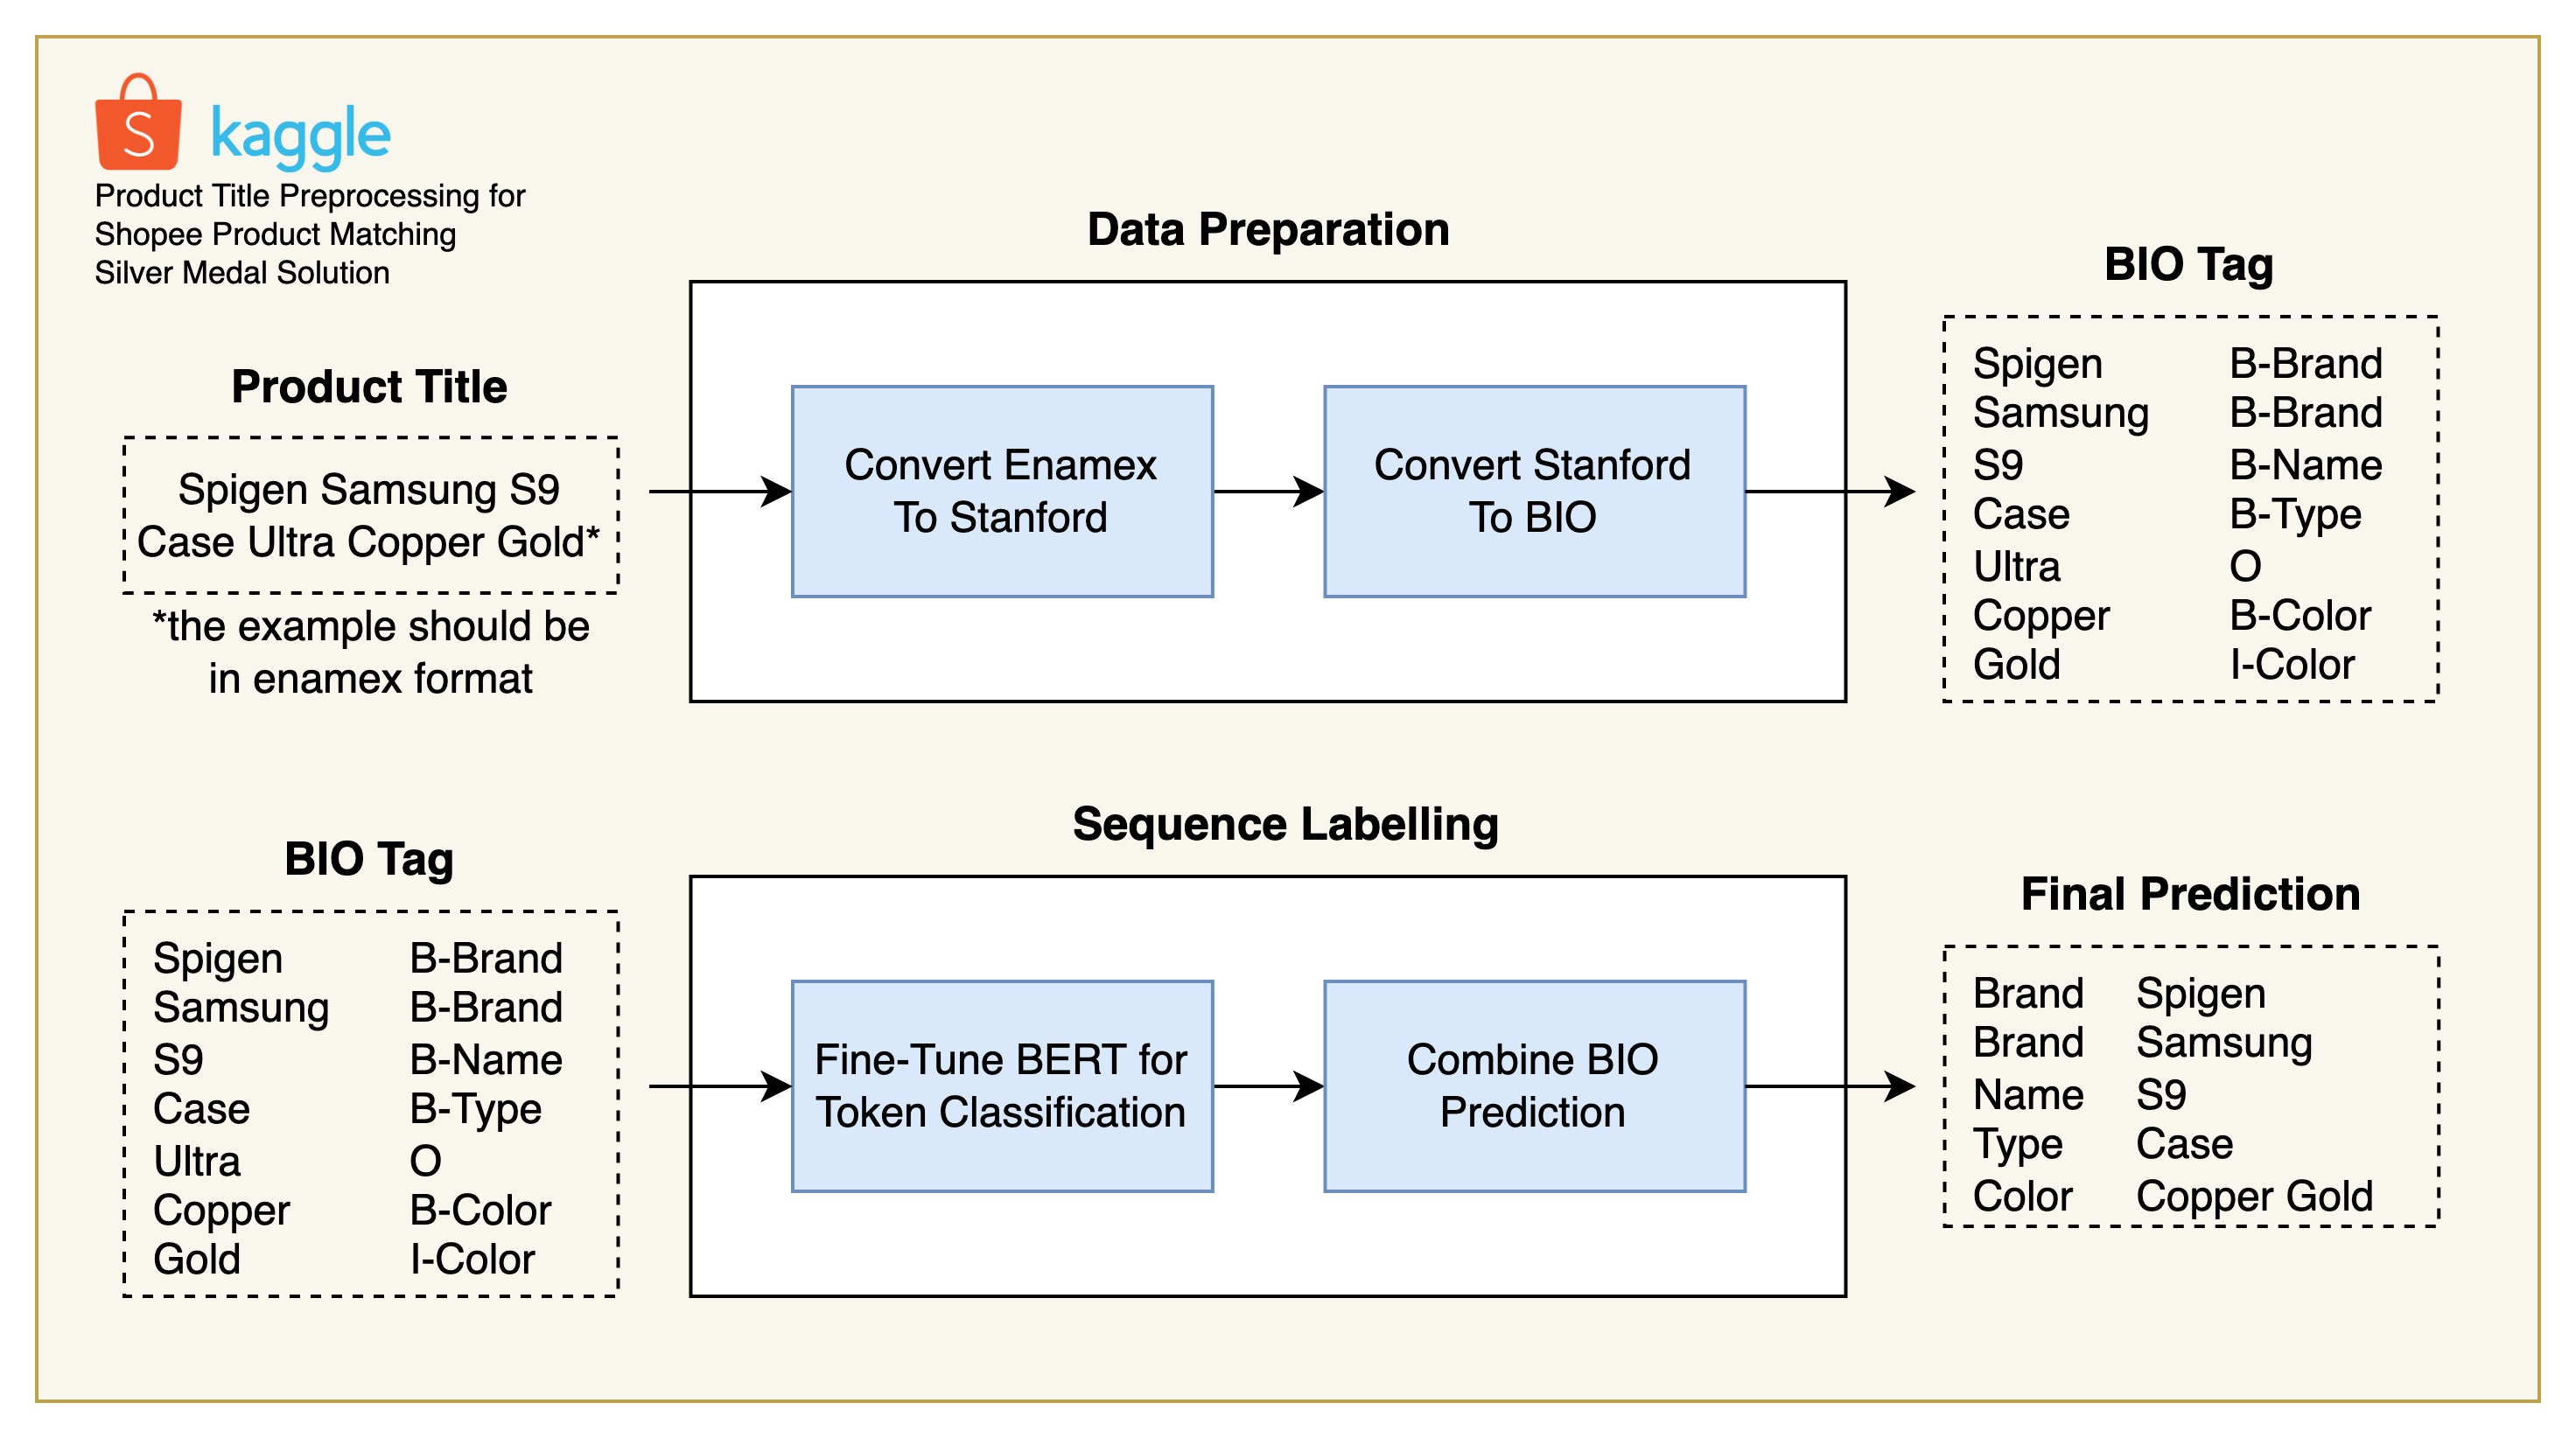 S kaggle
Product Title Preprocessing for
Shopee Product Matching
Silver Medal Solution
Data Preparation
Product Title
Spigen Samsung S9
Case Ultra Copper Gold*
*the example should be
in enamex format
Convert Enamex
To Stanford
Convert Stanford
To BIO
BIO Tag
Spigen B-Brand
Samsung B-Brand
S9 B-Name
Case B-Type
Ultra O
Copper B-Color
Gold I-Color
Sequence Labelling
BIO Tag
Spigen B-Brand
Samsung B-Brand
S9 B-Name
Case B-Type
Ultra O
Copper B-Color
Gold I-Color
Fine-Tune BERT for
Token Classification
Combine BIO
Prediction
Final Prediction
Brand Spigen
Brand Samsung
Name S9
Type Case
Color Copper Gold